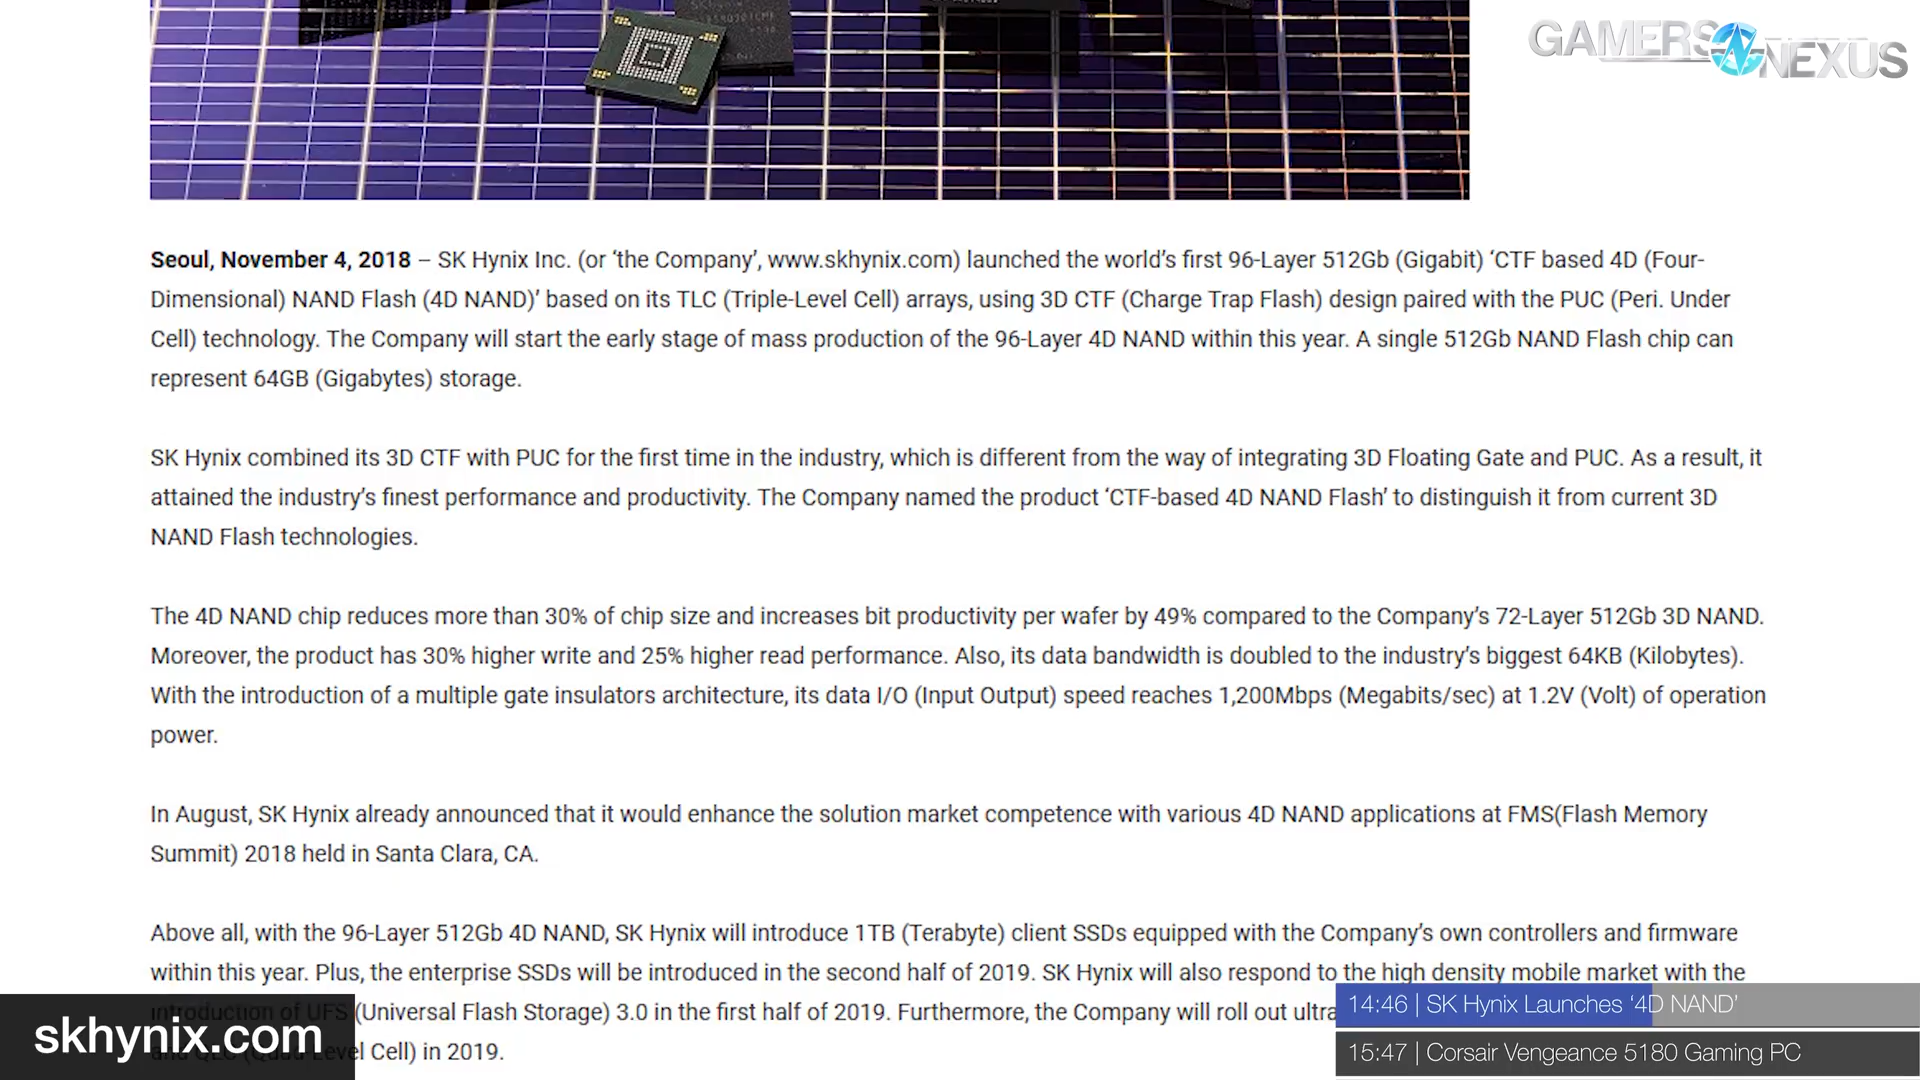 GAMERS NEXUS
Seoul, November 4, 2018 – SK Hynix Inc. (or ‘the Company’, www.skhynix.com) launched the world’s first 96-Layer 512Gb (Gigabit) ‘CTF based 4D (Four-
Dimensional) NAND Flash (4D NAND)’ based on its TLC (Triple-Level Cell) arrays, using 3D CTF (Charge Trap Flash) design paired with the PUC (Peri. Under
Cell) technology. The Company will start the early stage of mass production of the 96-Layer 4D NAND within this year. A single 512Gb NAND Flash chip can
represent 64GB (Gigabytes) storage.
SK Hynix combined its 3D CTF with PUC for the first time in the industry, which is different from the way of integrating 3D Floating Gate and PUC. As a result, it
attained the industry’s finest performance and productivity. The Company named the product ‘CTF-based 4D NAND Flash’ to distinguish it from current 3D
NAND Flash technologies.
The 4D NAND chip reduces more than 30% of chip size and increases bit productivity per wafer by 49% compared to the Company’s 72-Layer 512Gb 3D NAND.
Moreover, the product has 30% higher write and 25% higher read performance. Also, its data bandwidth is doubled to the industry’s biggest 64KB (Kilobytes).
With the introduction of a multiple gate insulators architecture, its data I/O (Input Output) speed reaches 1,200Mbps (Megabits/sec) at 1.2V (Volt) of operation
power.
In August, SK Hynix already announced that it would enhance the solution market competence with various 4D NAND applications at FMS(Flash Memory
Summit) 2018 held in Santa Clara, CA.
Above all, with the 96-Layer 512Gb 4D NAND, SK Hynix will introduce 1TB (Terabyte) client SSDs equipped with the Company’s own controllers and firmware
within this year. Plus, the enterprise SSDs will be introduced in the second half of 2019. SK Hynix will also respond to the high density mobile market with the
introduction of UFS (Universal Flash Storage) 3.0 in the first half of 2019. Furthermore, the Company will roll out ultra
Cell) in 2019.
skhynix.com
14:46 | SK Hynix Launches ‘4D NAND’
15:47 | Corsair Vengeance 5180 Gaming PC